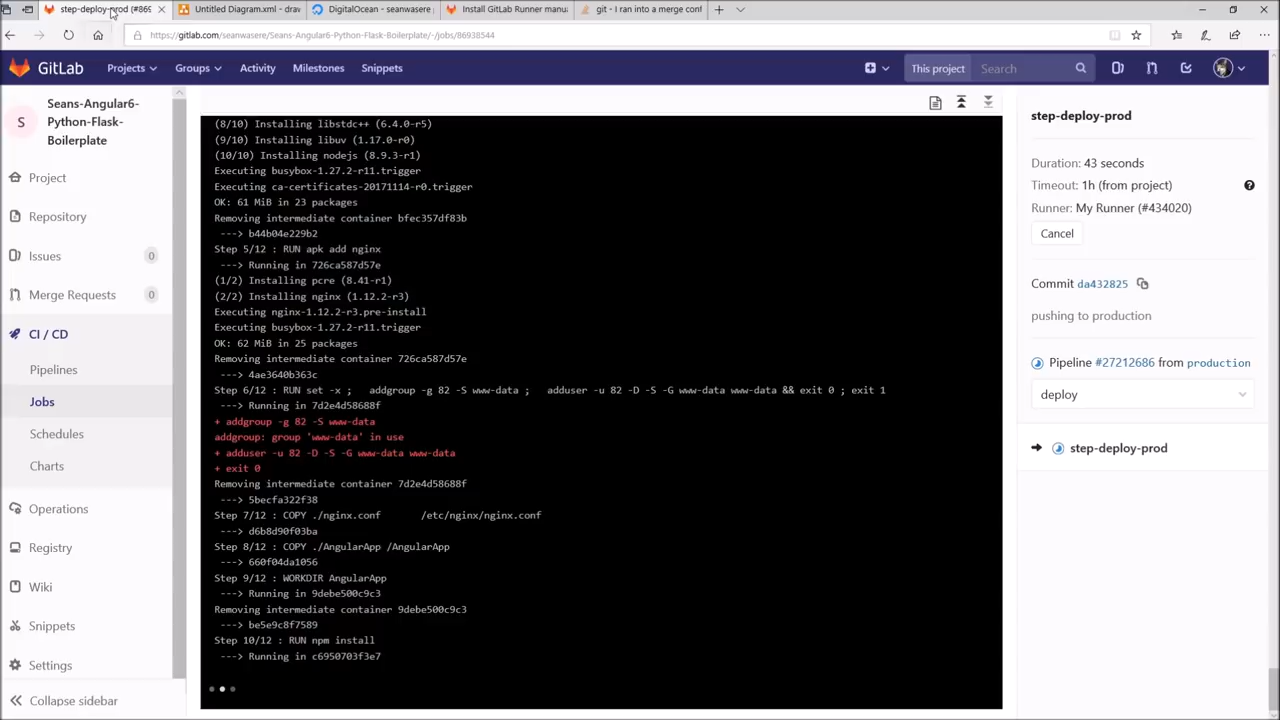 step-deploy-prod (#869
Untitled Diagram.xml - draw
DigitalOcean - seanwasere
Install GitLab Runner manu
git - I ran into a merge conf
https://gitlab.com/seanwasere/Seans-Angular6-Python-Flask-Boilerplate/-/jobs/86938544
GitLab
Projects
Groups
Activity
Milestones
Snippets
This project
Search
S
Seans-Angular6-
Python-Flask-
Boilerplate
Project
Repository
Issues 0
Merge Requests 0
CI / CD
Pipelines
Jobs
Schedules
Charts
Operations
Registry
Wiki
Snippets
Settings
Collapse sidebar
(8/10) Installing libstdc++ (6.4.0-r5)
(9/10) Installing libuv (1.17.0-r0)
(10/10) Installing nodejs (8.9.3-r1)
Executing busybox-1.27.2-r11.trigger
Executing ca-certificates-20171114-r0.trigger
OK: 61 MiB in 23 packages
Removing intermediate container bfec357df83b
---> b44b04e229b2
Step 5/12 : RUN apk add nginx
---> Running in 726ca587d57e
(1/2) Installing pcre (8.41-r1)
(2/2) Installing nginx (1.12.2-r3)
Executing nginx-1.12.2-r3.pre-install
Executing busybox-1.27.2-r11.trigger
OK: 62 MiB in 25 packages
Removing intermediate container 726ca587d57e
---> 4ae3640b363c
Step 6/12 : RUN set -x ; addgroup -g 82 -S www-data ; adduser -u 82 -D -S -G www-data www-data && exit 0 ; exit 1
---> Running in 7d2e4d58688f
+ addgroup -g 82 -S www-data
addgroup: group 'www-data' in use
+ adduser -u 82 -D -S -G www-data www-data
+ exit 0
Removing intermediate container 7d2e4d58688f
---> 5becfa322f38
Step 7/12 : COPY ./nginx.conf /etc/nginx/nginx.conf
---> d6b8d90f03ba
Step 8/12 : COPY ./AngularApp /AngularApp
---> 660f04da1056
Step 9/12 : WORKDIR AngularApp
---> Running in 9debe500c9c3
Removing intermediate container 9debe500c9c3
---> be5e9c8f7589
Step 10/12 : RUN npm install
---> Running in c6950703f3e7
step-deploy-prod
Duration: 43 seconds
Timeout: 1h (from project)
Runner: My Runner (#434020)
Cancel
Commit da432825
pushing to production
Pipeline #27212686 from production
deploy
step-deploy-prod